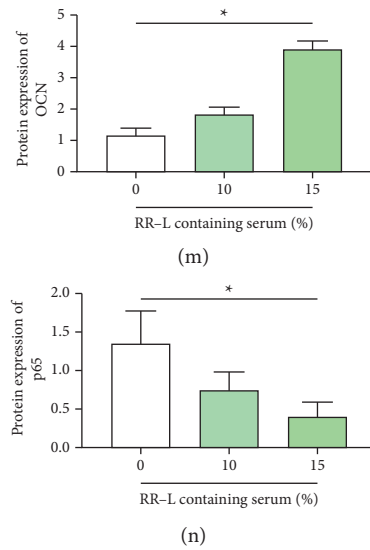 *
5
4
3
2
1
0
Protein expression of
OCN
0 10 15
RR–L containing serum (%)
(m)
*
2.0
1.5
1.0
0.5
0.0
Protein expression of
p65
0 10 15
RR–L containing serum (%)
(n)